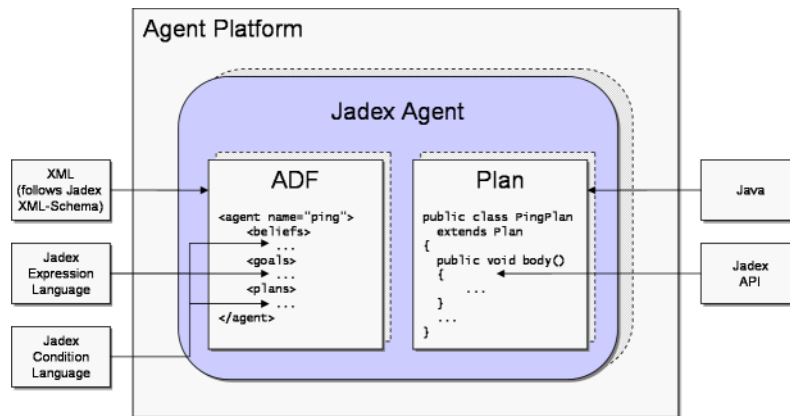 Agent Platform
Jadex Agent
XML
(follows Jadex
XML-Schema)
Jadex
Expression
Language
Jadex
Condition
Language
ADF
<agent name="ping">
<beliefs>
...
<goals>
...
<plans>
...
</agent>
Plan
public class PingPlan
extends Plan
{
public void body()
{
...
}
...
}
Java
Jadex
API